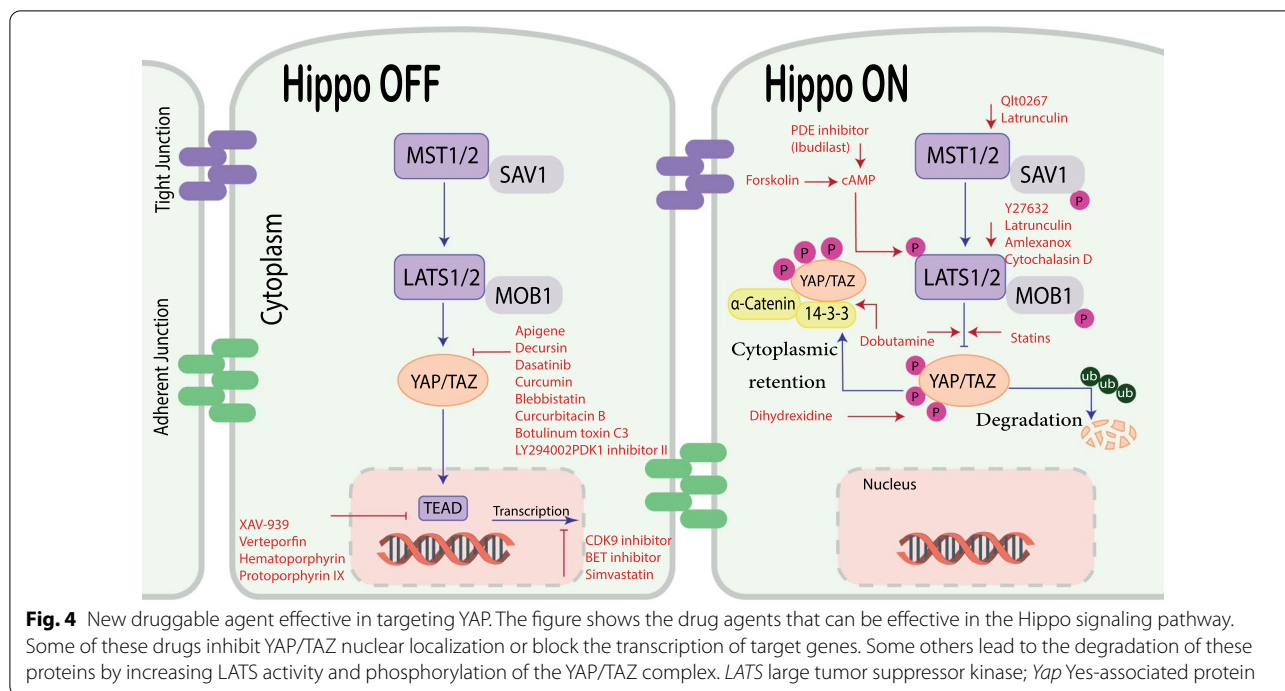 Hippo OFF
Tight Junction
Adherent Junction
Cytoplasm
MST1/2
SAV1
LATS1/2
MOB1
YAP/TAZ
Apigene
Decursin
Dasatinib
Curcumin
Blebbistatin
Curcurbitacin B
Botulinum toxin C3
LY294002PDK1 inhibitor II
TEAD
Transcription
XAV-939
Verteporfin
Hematoporphyrin
Protoporphyrin IX
CDK9 inhibitor
BET inhibitor
Simvastatin
Hippo ON
Qlt0267
Latrunculin
PDE inhibitor
(Ibudilast)
Forskolin
cAMP
MST1/2
SAV1
P
Y27632
Latrunculin
Amlexanox
Cytochalasin D
P
LATS1/2
MOB1
P
P
P
P
YAP/TAZ
α-Catenin
14-3-3
Dobutamine
Statins
Cytoplasmic
retention
P
P
P
YAP/TAZ
Dihydrexidine
ub
ub
ub
Degradation
Nucleus
Fig. 4 New druggable agent effective in targeting YAP. The figure shows the drug agents that can be effective in the Hippo signaling pathway.
Some of these drugs inhibit YAP/TAZ nuclear localization or block the transcription of target genes. Some others lead to the degradation of these
proteins by increasing LATS activity and phosphorylation of the YAP/TAZ complex. LATS large tumor suppressor kinase; Yap Yes-associated protein